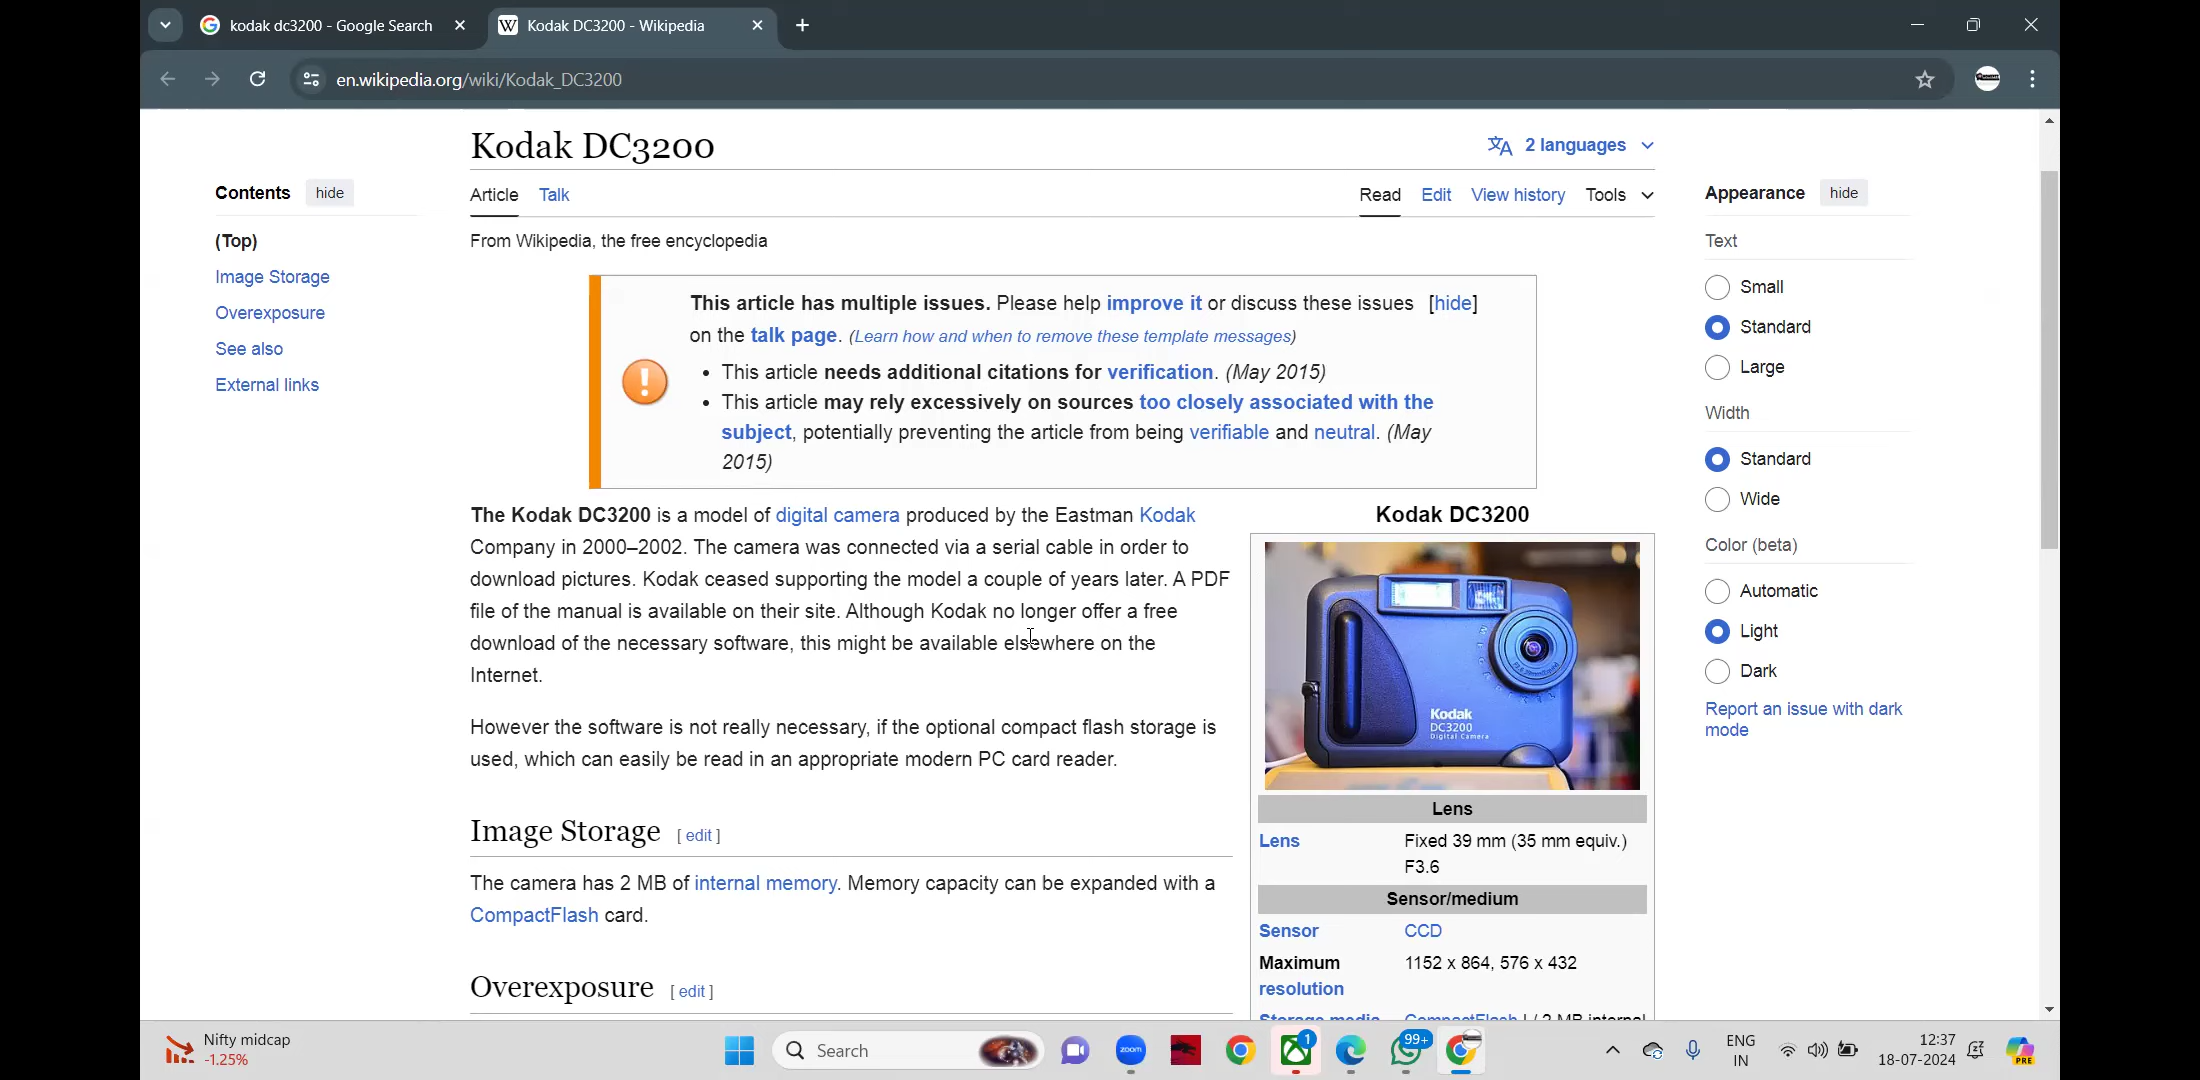 kodak dc3200 - Google Search
Kodak DC3200 - Wikipedia
en.wikipedia.org/wiki/Kodak_DC3200
Kodak DC3200
2 languages
Contents hide
Article Talk
Read Edit View history Tools
Appearance hide
(Top)
Image Storage
Overexposure
See also
External links
From Wikipedia, the free encyclopedia
This article has multiple issues. Please help improve it or discuss these issues [hide]
on the talk page. (Learn how and when to remove these template messages)
• This article needs additional citations for verification. (May 2015)
• This article may rely excessively on sources too closely associated with the
subject, potentially preventing the article from being verifiable and neutral. (May
2015)
The Kodak DC3200 is a model of digital camera produced by the Eastman Kodak
Company in 2000–2002. The camera was connected via a serial cable in order to
download pictures. Kodak ceased supporting the model a couple of years later. A PDF
file of the manual is available on their site. Although Kodak no longer offer a free
download of the necessary software, this might be available elsewhere on the
Internet.
However the software is not really necessary, if the optional compact flash storage is
used, which can easily be read in an appropriate modern PC card reader.
Image Storage [ edit ]
The camera has 2 MB of internal memory. Memory capacity can be expanded with a
CompactFlash card.
Overexposure [ edit ]
Kodak DC3200
Kodak
DC3200
Digital Camera
Lens
Lens Fixed 39 mm (35 mm equiv.)
F3.6
Sensor/medium
Sensor CCD
Maximum 1152 x 864, 576 x 432
resolution
Storage media CompactFlash I / 2 MB internal
Text
Small
Standard
Large
Width
Standard
Wide
Color (beta)
Automatic
Light
Dark
Report an issue with dark
mode
Nifty midcap
-1.25%
Search
zoom
1
99+
ENG
IN
12:37
18-07-2024
PRE